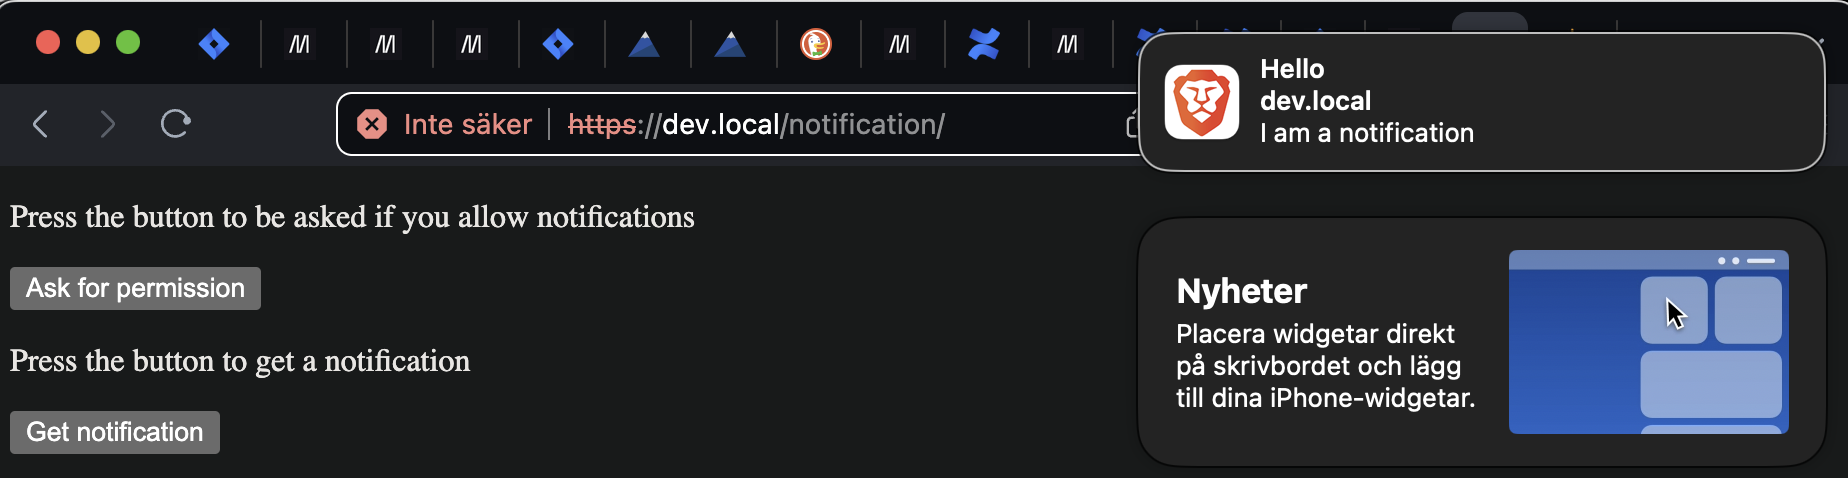 Inte säker https://dev.local/notification/
Hello
dev.local
I am a notification
Press the button to be asked if you allow notifications
Ask for permission
Press the button to get a notification
Get notification
Nyheter
Placera widgetar direkt
på skrivbordet och lägg
till dina iPhone-widgetar.